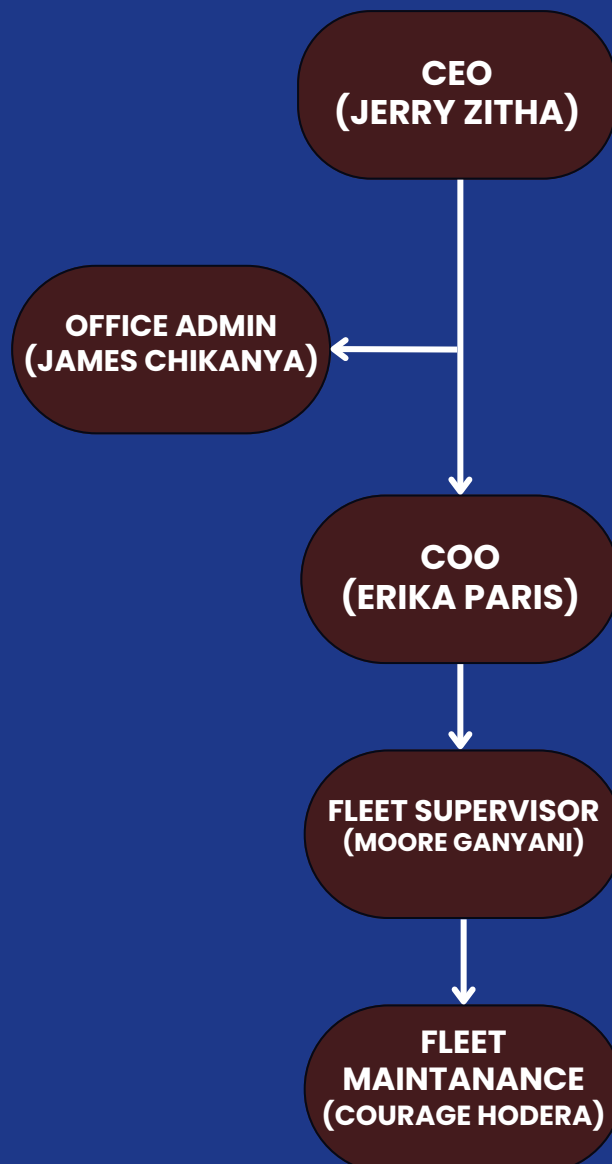 CEO
(JERRY ZITHA)
OFFICE ADMIN
(JAMES CHIKANYA)
COO
(ERIKA PARIS)
FLEET SUPERVISOR
(MOORE GANYANI)
FLEET
MAINTANANCE
(COURAGE HODERA)